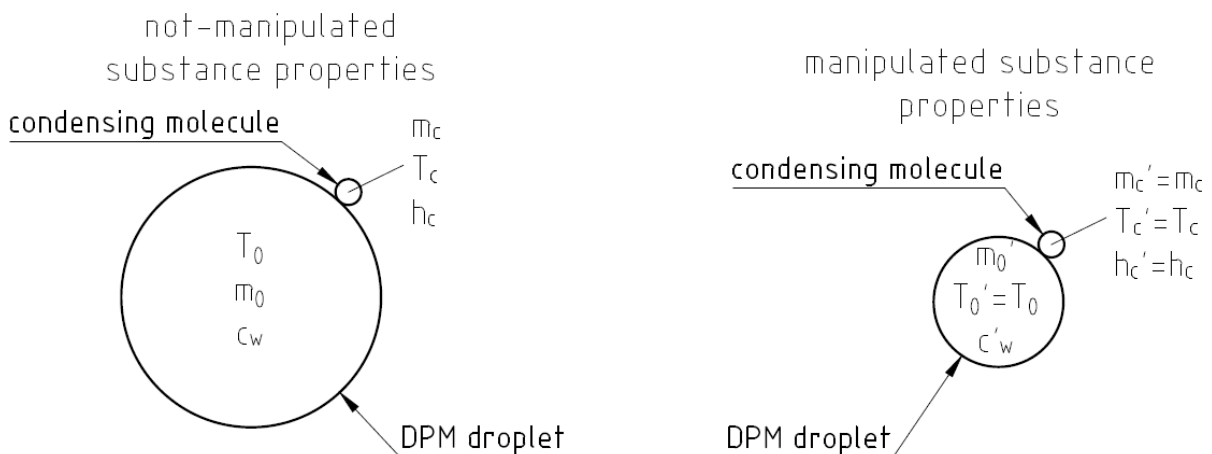 not-manipulated
substance properties
condensing molecule
m_c
T_c
h_c
T_0
m_0
c_w
DPM droplet
manipulated substance
properties
condensing molecule
m_c'=m_c
T_c'=T_c
h_c'=h_c
m_0'
T_0'=T_0
c'_w
DPM droplet